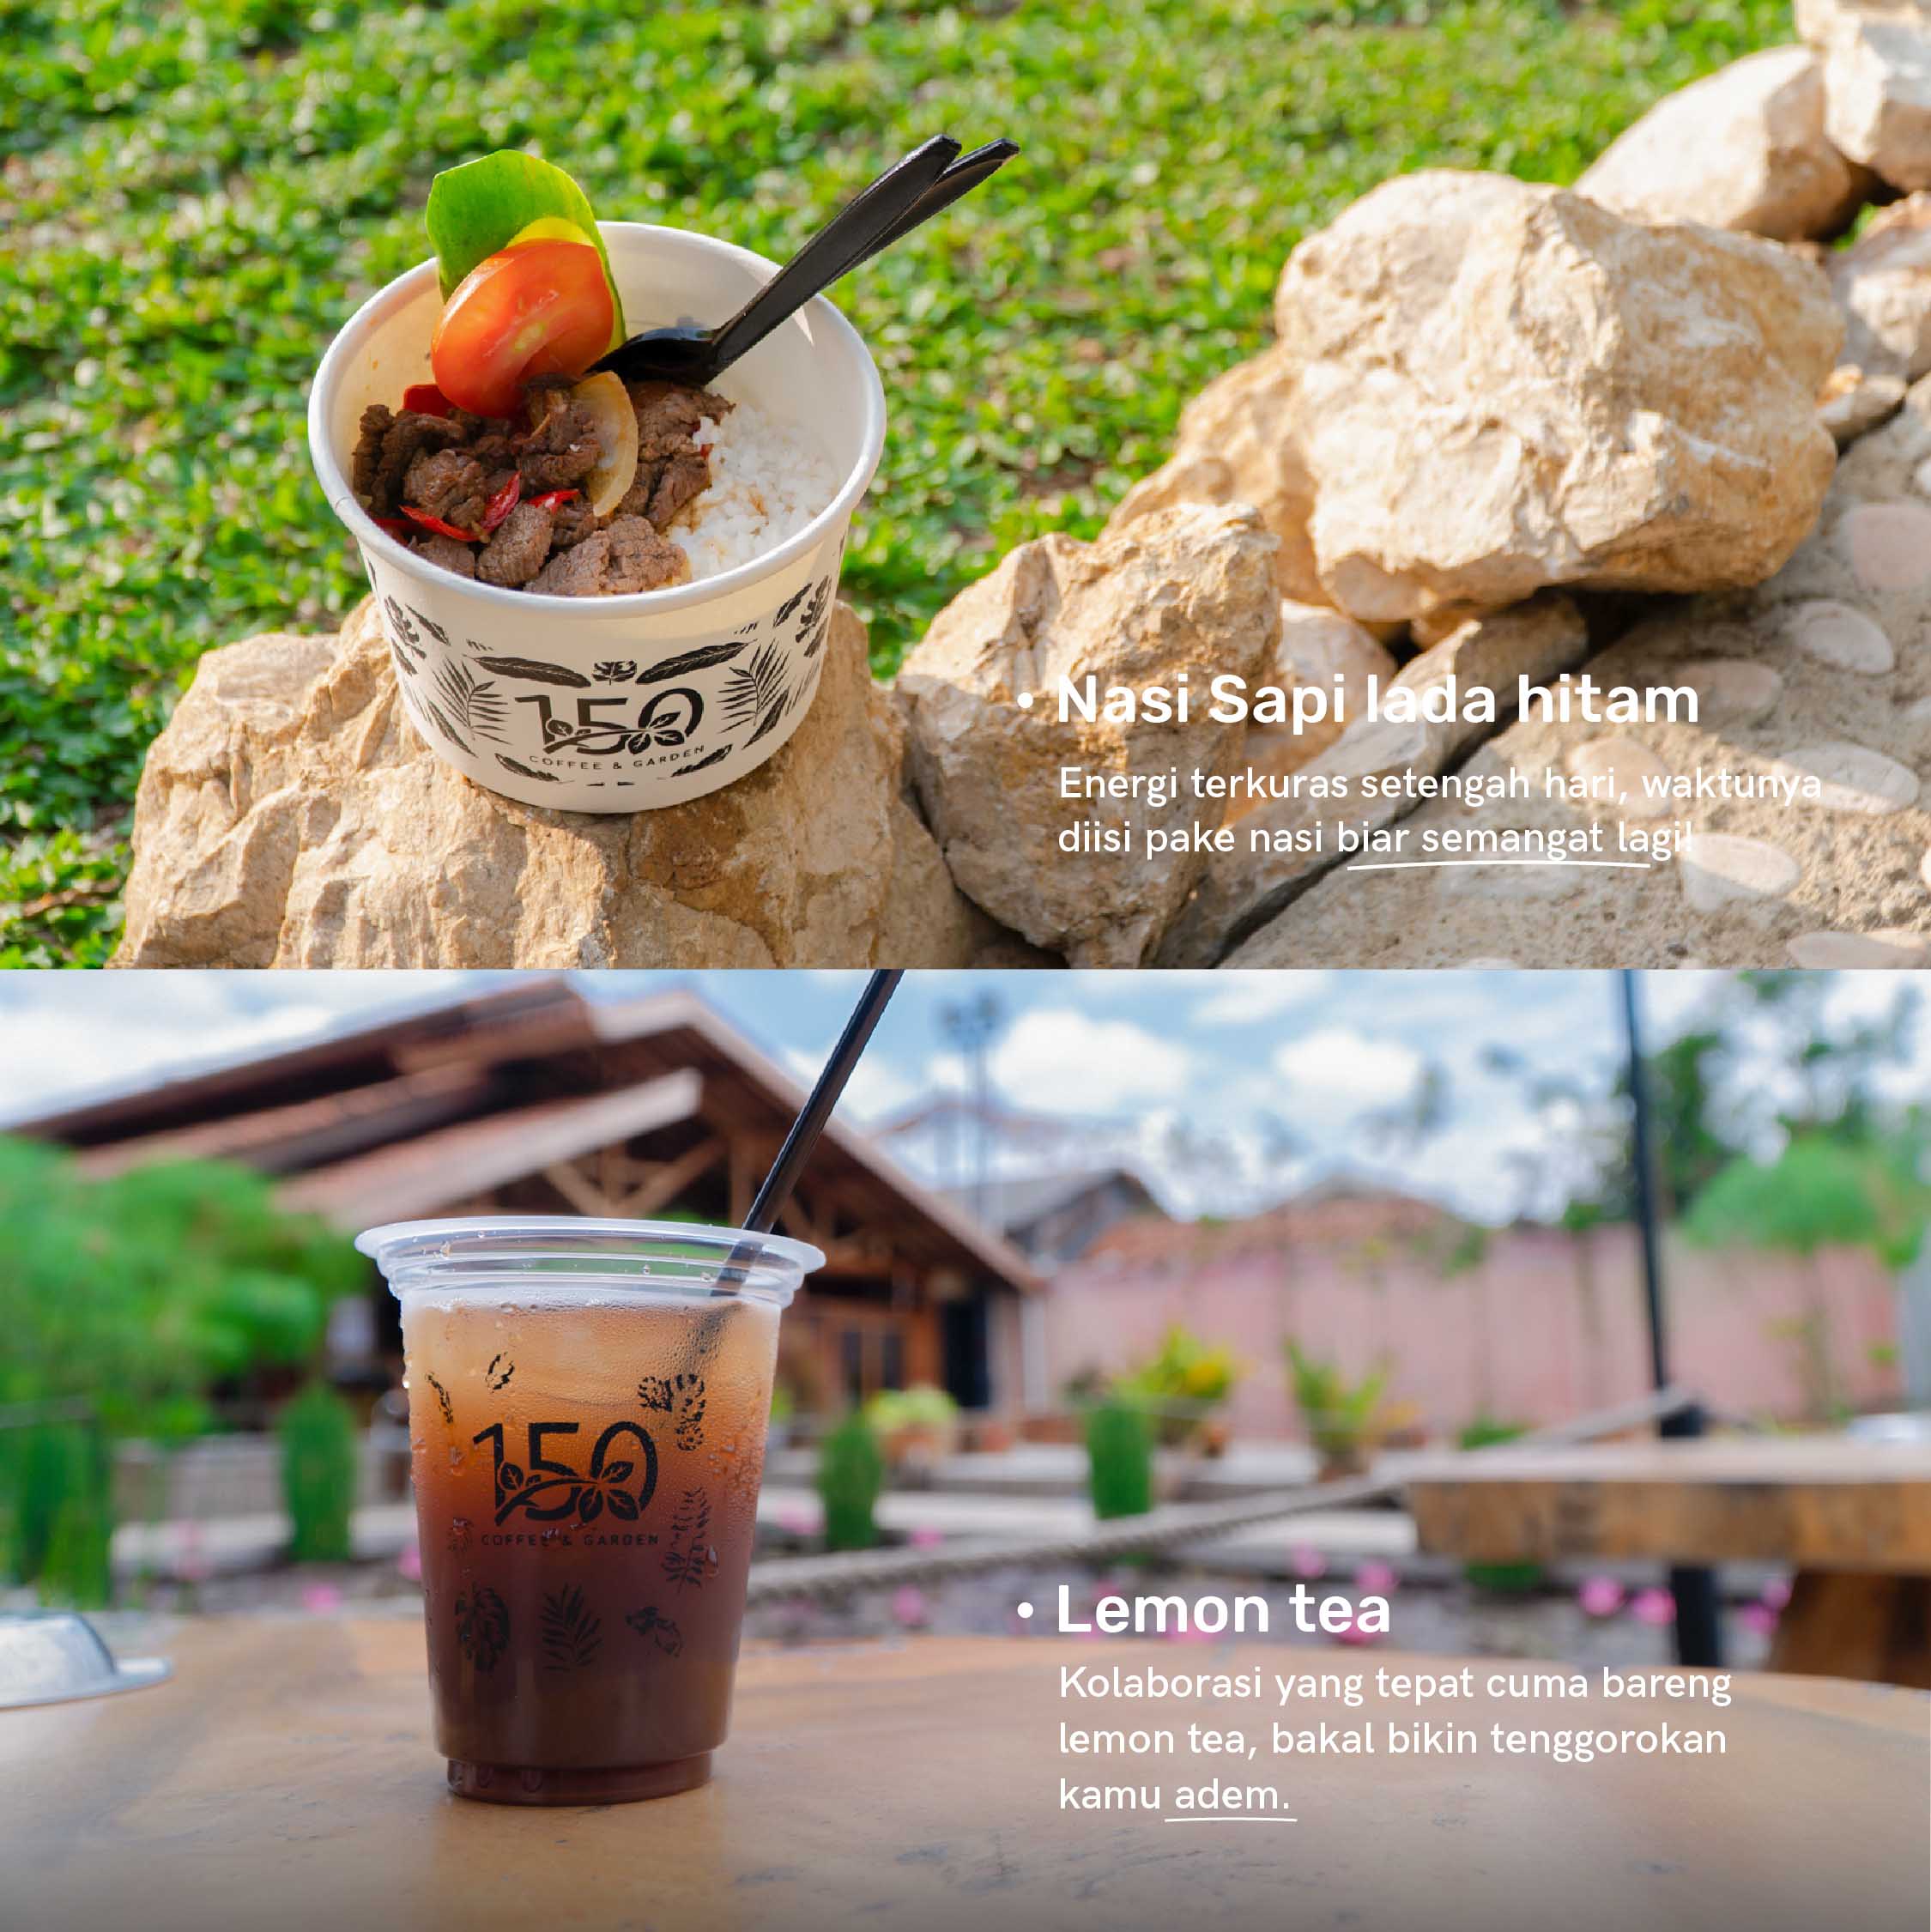 150
COFFEE & GARDEN
• Nasi Sapi lada hitam
Energi terkuras setengah hari, waktunya
diisi pake nasi biar semangat lagi!
150
COFFEE & GARDEN
• Lemon tea
Kolaborasi yang tepat cuma bareng
lemon tea, bakal bikin tenggorokan
kamu adem.